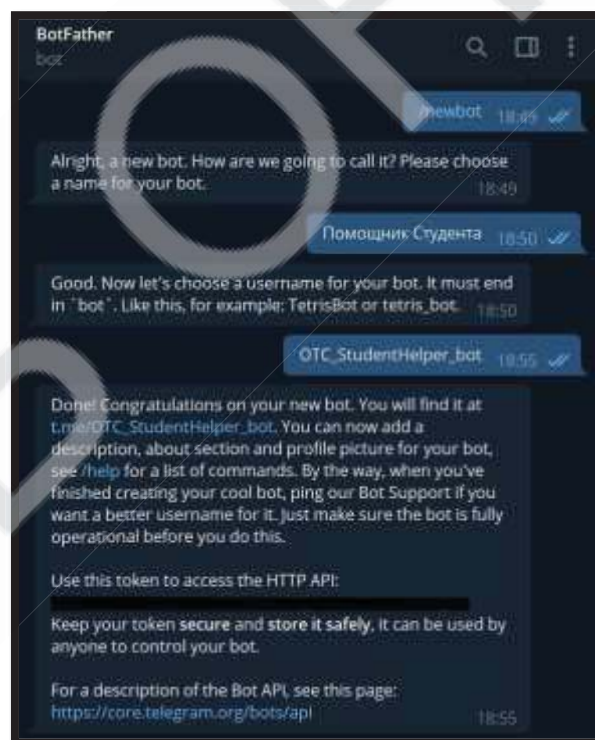 BotFather
bot
/newbot 18:49
Alright, a new bot. How are we going to call it? Please choose
a name for your bot.
18:49
Помощник Студента 18:50
Good. Now let's choose a username for your bot. It must end
in `bot`. Like this, for example: TetrisBot or tetris_bot. 18:50
OTC_StudentHelper_bot 18:55
Done! Congratulations on your new bot. You will find it at
t.me/OTC_StudentHelper_bot. You can now add a
description, about section and profile picture for your bot,
see /help for a list of commands. By the way, when you've
finished creating your cool bot, ping our Bot Support if you
want a better username for it. Just make sure the bot is fully
operational before you do this.
Use this token to access the HTTP API:
Keep your token secure and store it safely, it can be used by
anyone to control your bot.
For a description of the Bot API, see this page:
https://core.telegram.org/bots/api 18:55